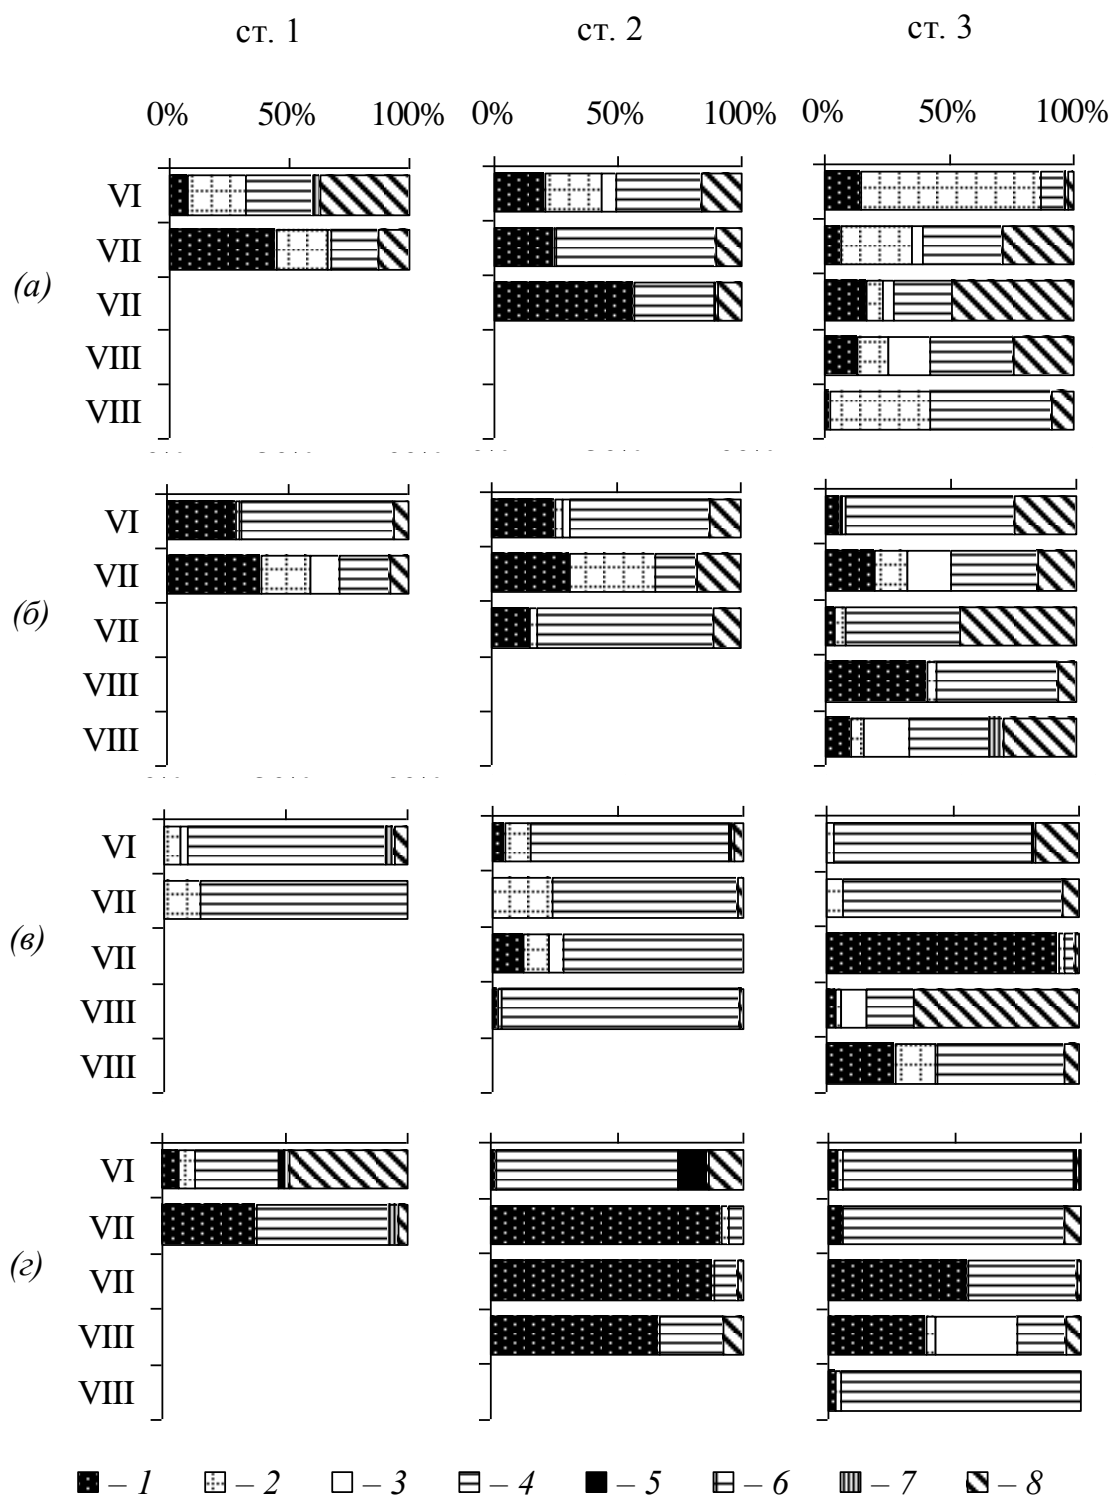 ст. 1 ст. 2 ст. 3
0% 50% 100% 0% 50% 100% 0% 50% 100%
VI
VII
(а)
VII
VIII
VIII
VI
VII
(б)
VII
VIII
VIII
VI
VII
(в)
VII
VIII
VIII
VI
VII
(г)
VII
VIII
VIII
– 1 – 2 – 3 – 4 – 5 – 6 – 7 – 8